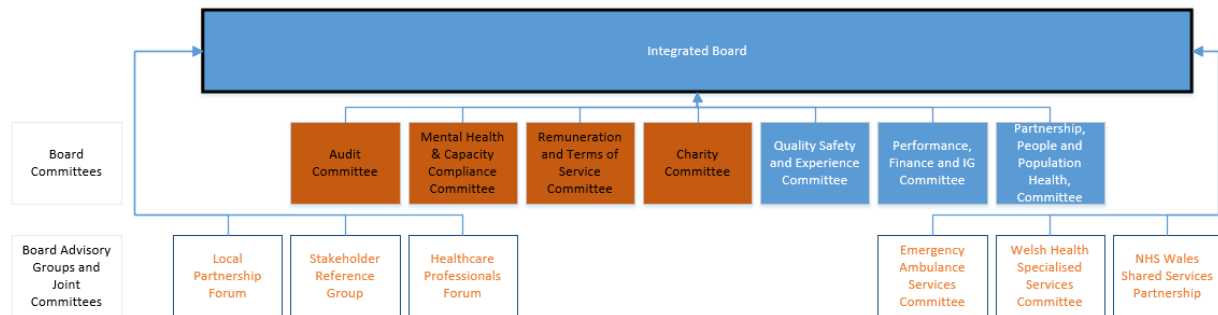 Integrated Board
Board
Committees
Audit
Committee
Mental Health
& Capacity
Compliance
Committee
Remuneration
and Terms of
Service
Committee
Charity
Committee
Quality Safety
and Experience
Committee
Performance,
Finance and IG
Committee
Partnership,
People and
Population
Health,
Committee
Board Advisory
Groups and
Joint
Committees
Local
Partnership
Forum
Stakeholder
Reference
Group
Healthcare
Professionals
Forum
Emergency
Ambulance
Services
Committee
Welsh Health
Specialised
Services
Committee
NHS Wales
Shared Services
Partnership